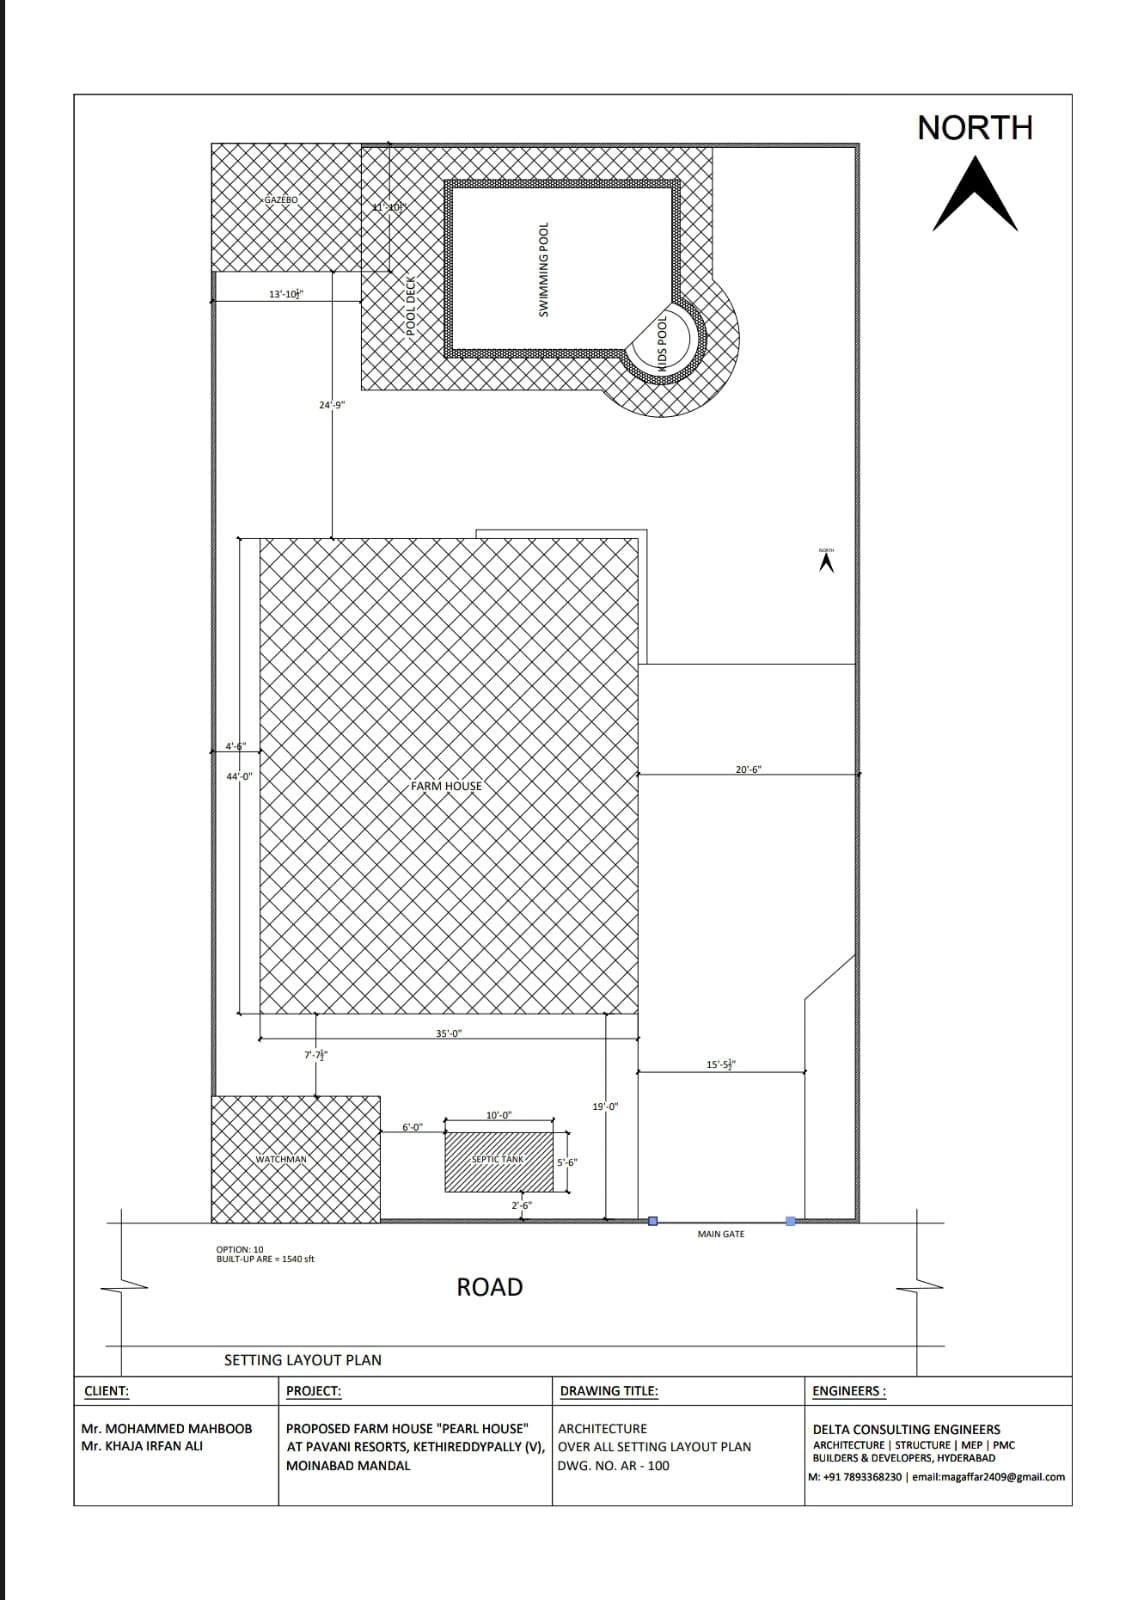 NORTH
GAZEBO
11'-10½"
SWIMMING POOL
POOL DECK
13'-10½"
KIDS POOL
24'-9"
NORTH
4'-6"
44'-0"
20'-6"
FARM HOUSE
35'-0"
7'-7½"
15'-5½"
19'-0"
10'-0"
6'-0"
WATCHMAN
SEPTIC TANK
5'-6"
2'-6"
MAIN GATE
OPTION: 10
BUILT-UP ARE = 1540 sft
ROAD
SETTING LAYOUT PLAN
CLIENT:
Mr. MOHAMMED MAHBOOB
Mr. KHAJA IRFAN ALI
PROJECT:
PROPOSED FARM HOUSE "PEARL HOUSE"
AT PAVANI RESORTS, KETHIREDDYPALLY (V),
MOINABAD MANDAL
DRAWING TITLE:
ARCHITECTURE
OVER ALL SETTING LAYOUT PLAN
DWG. NO. AR - 100
ENGINEERS :
DELTA CONSULTING ENGINEERS
ARCHITECTURE | STRUCTURE | MEP | PMC
BUILDERS & DEVELOPERS, HYDERABAD
M: +91 7893368230 | email:magaffar2409@gmail.com